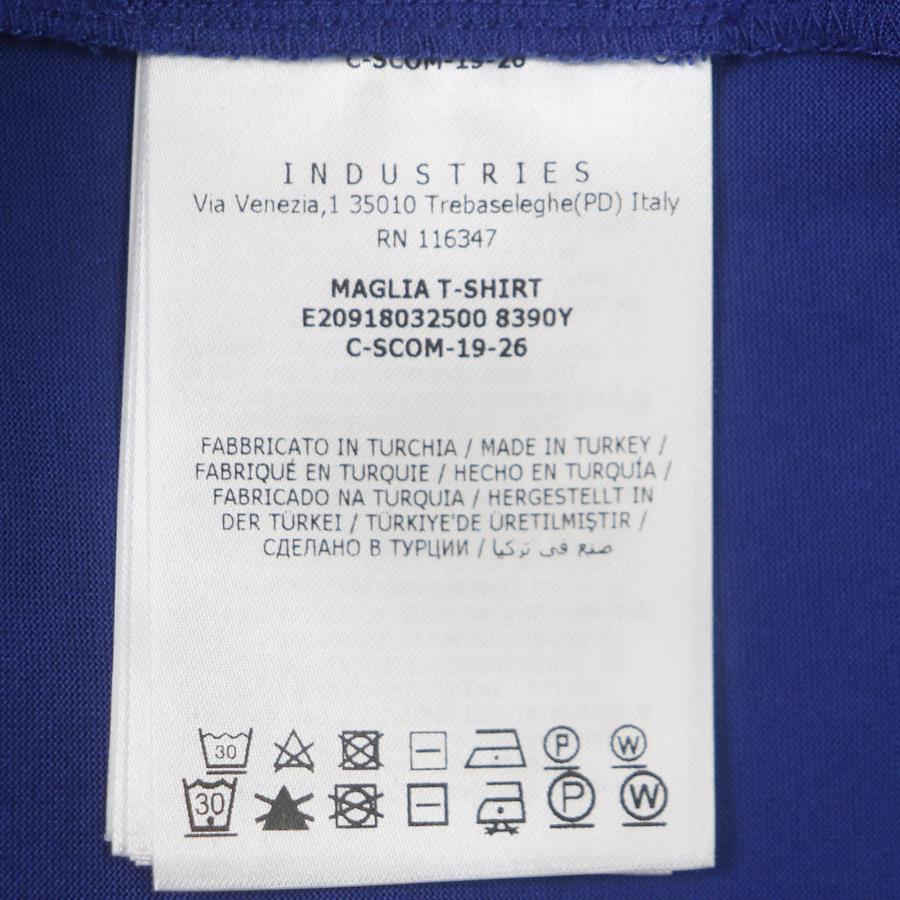 C-SCOM-19-26
INDUSTRIES
Via Venezia,1 35010 Trebaseleghe(PD) Italy
RN 116347
MAGLIA T-SHIRT
E20918032500 8390Y
C-SCOM-19-26
FABBRICATO IN TURCHIA / MADE IN TURKEY /
FABRIQUÉ EN TURQUIE / HECHO EN TURQUÍA /
FABRICADO NA TURQUIA / HERGESTELLT IN
DER TÜRKEI / TÜRKIYE'DE ÜRETILMIŞTIR /
СДЕЛАНО В ТУРЦИИ / صنع في تركيا
30 P W
30 P W